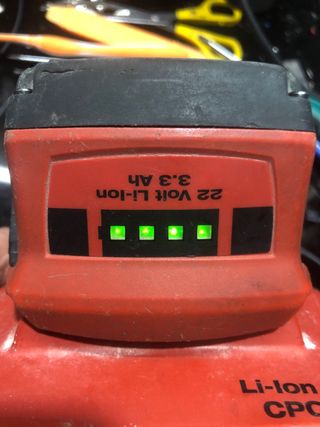 22 Volt Li-Ion
3.3 Ah
Li-Ion
CPC